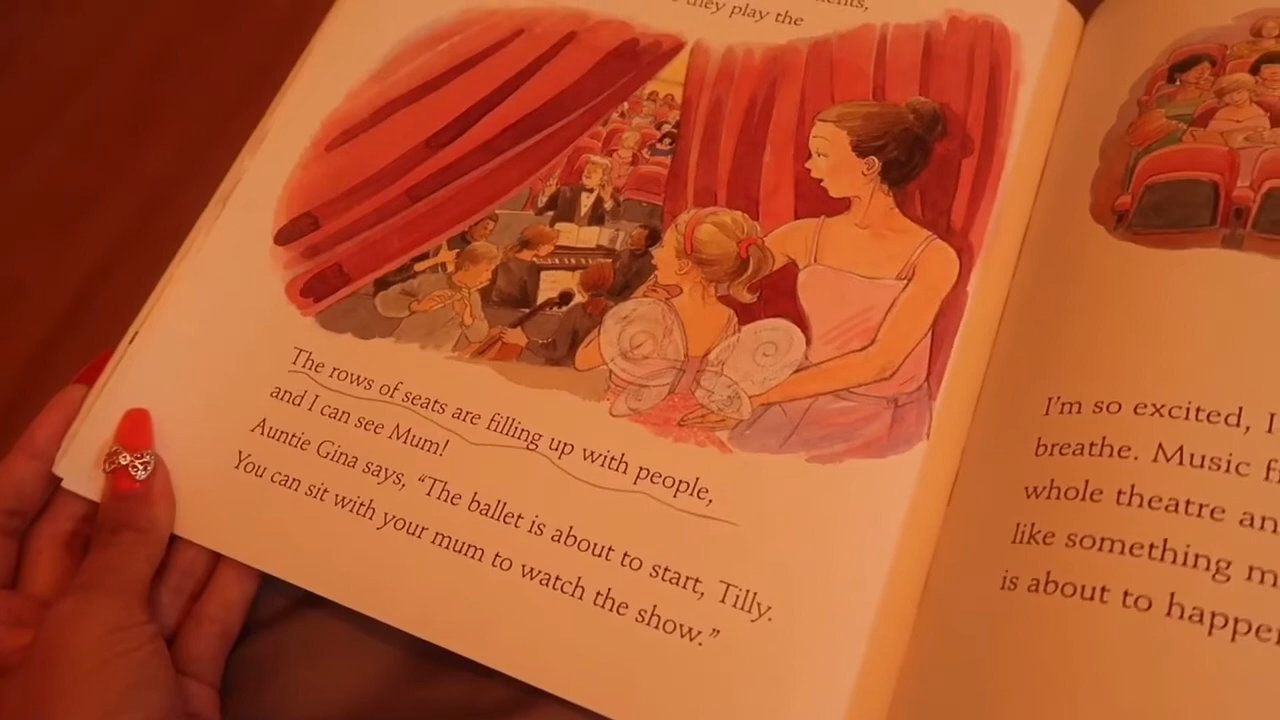 they play the
The rows of seats are filling up with people,
and I can see Mum!
Auntie Gina says, “The ballet is about to start, Tilly.
You can sit with your mum to watch the show.”
I'm so excited, I
breathe. Music
whole theatre
like something
is about to